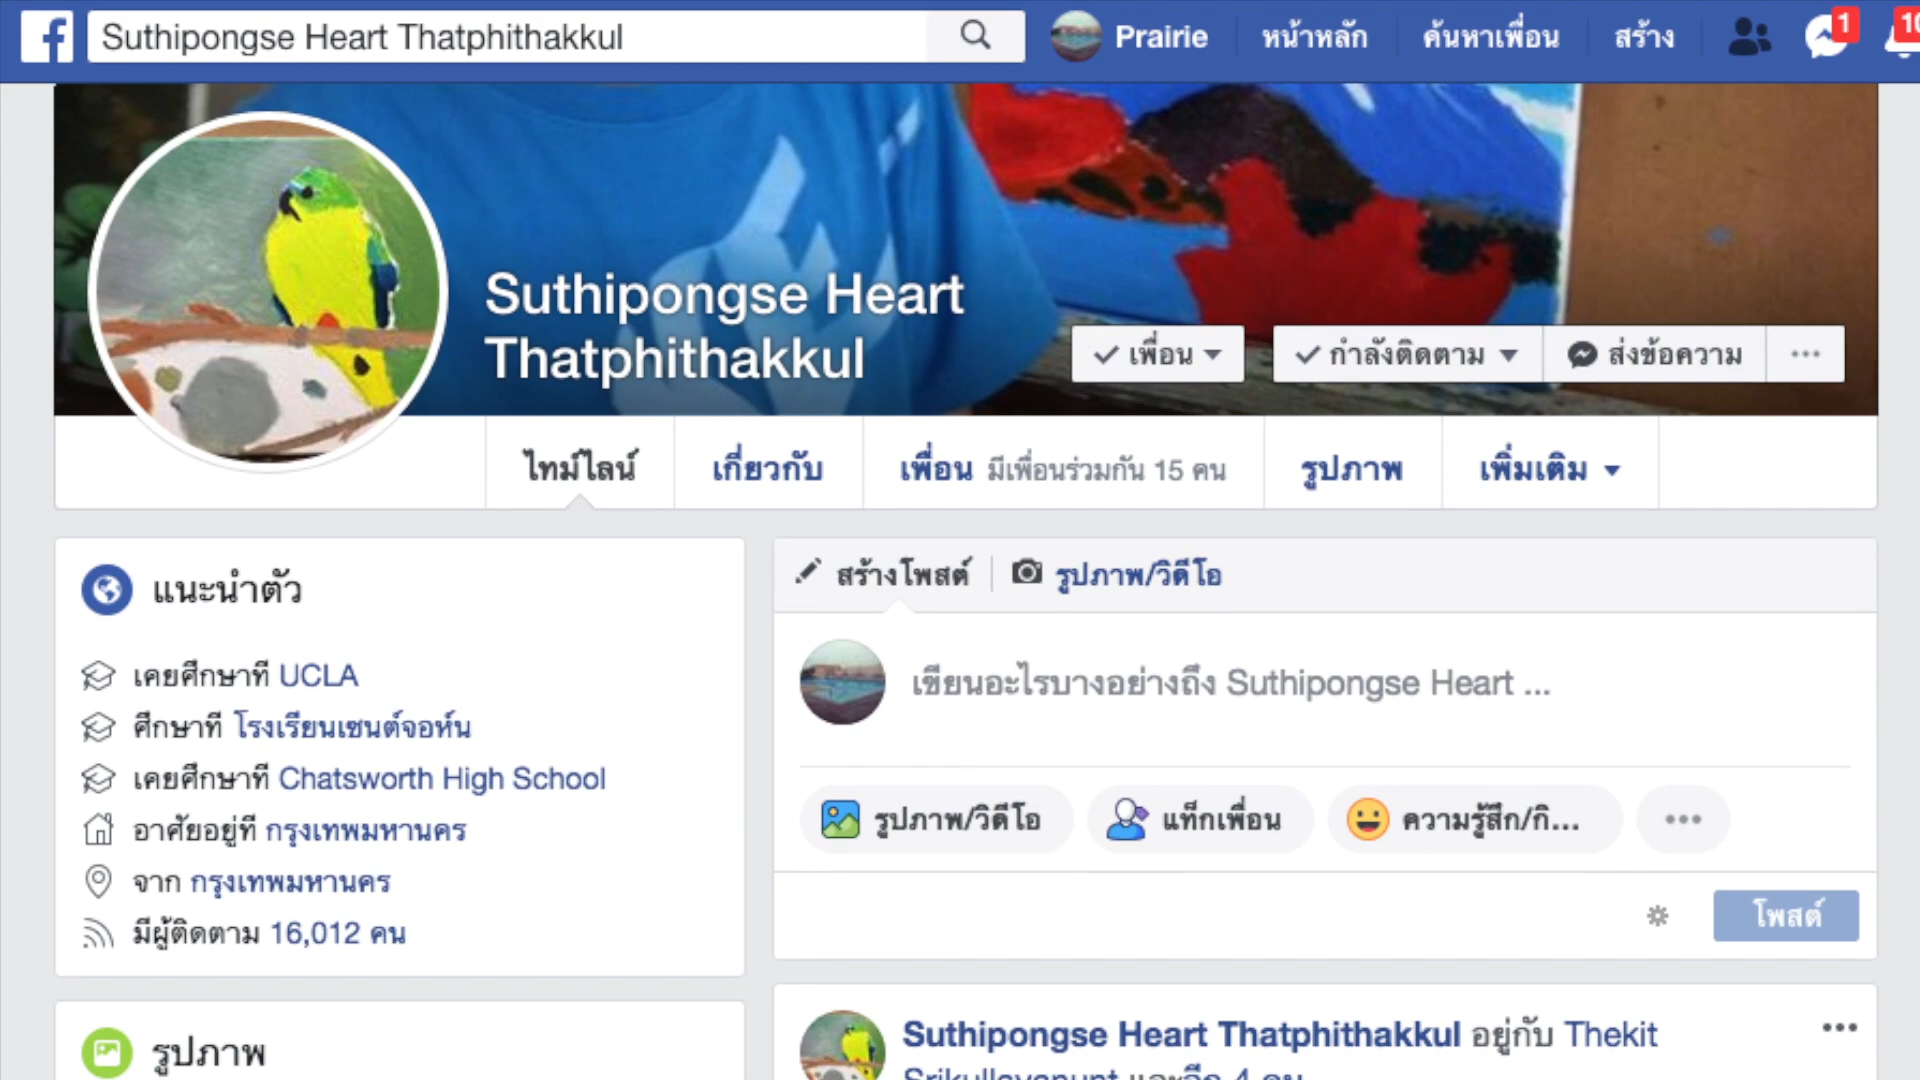 Suthipongse Heart Thatphithakkul
Prairie
หน้าหลัก
ค้นหาเพื่อน
สร้าง
1
10
Suthipongse Heart
Thatphithakkul
เพื่อน
กำลังติดตาม
ส่งข้อความ
ไทม์ไลน์
เกี่ยวกับ
เพื่อน มีเพื่อนร่วมกัน 15 คน
รูปภาพ
เพิ่มเติม
แนะนำตัว
เคยศึกษาที่ UCLA
ศึกษาที่ โรงเรียนเซนต์จอห์น
เคยศึกษาที่ Chatsworth High School
อาศัยอยู่ที่ กรุงเทพมหานคร
จาก กรุงเทพมหานคร
มีผู้ติดตาม 16,012 คน
รูปภาพ
สร้างโพสต์
รูปภาพ/วิดีโอ
เขียนอะไรบางอย่างถึง Suthipongse Heart ...
รูปภาพ/วิดีโอ
แท็กเพื่อน
ความรู้สึก/กิ...
โพสต์
Suthipongse Heart Thatphithakkul อยู่กับ Thekit
Srikullayanunt และอีก 4 คน